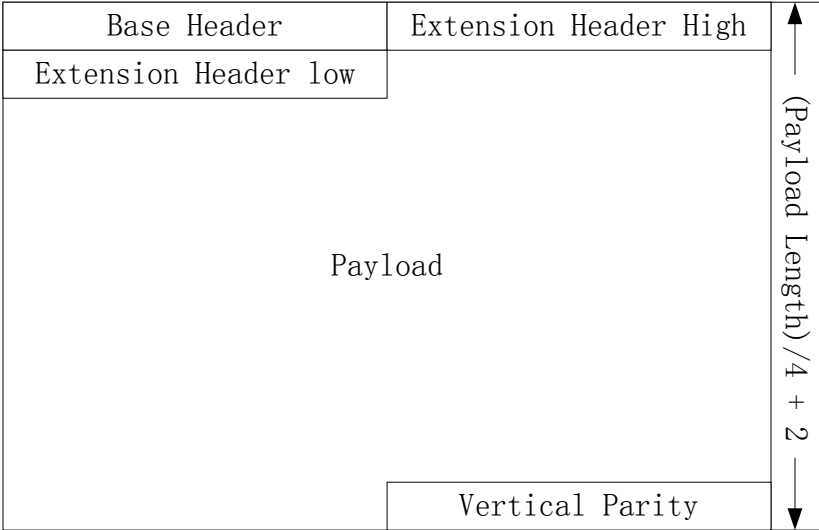 Base Header
Extension Header High
Extension Header low
Payload
Vertical Parity
(Payload Length)/4 + 2